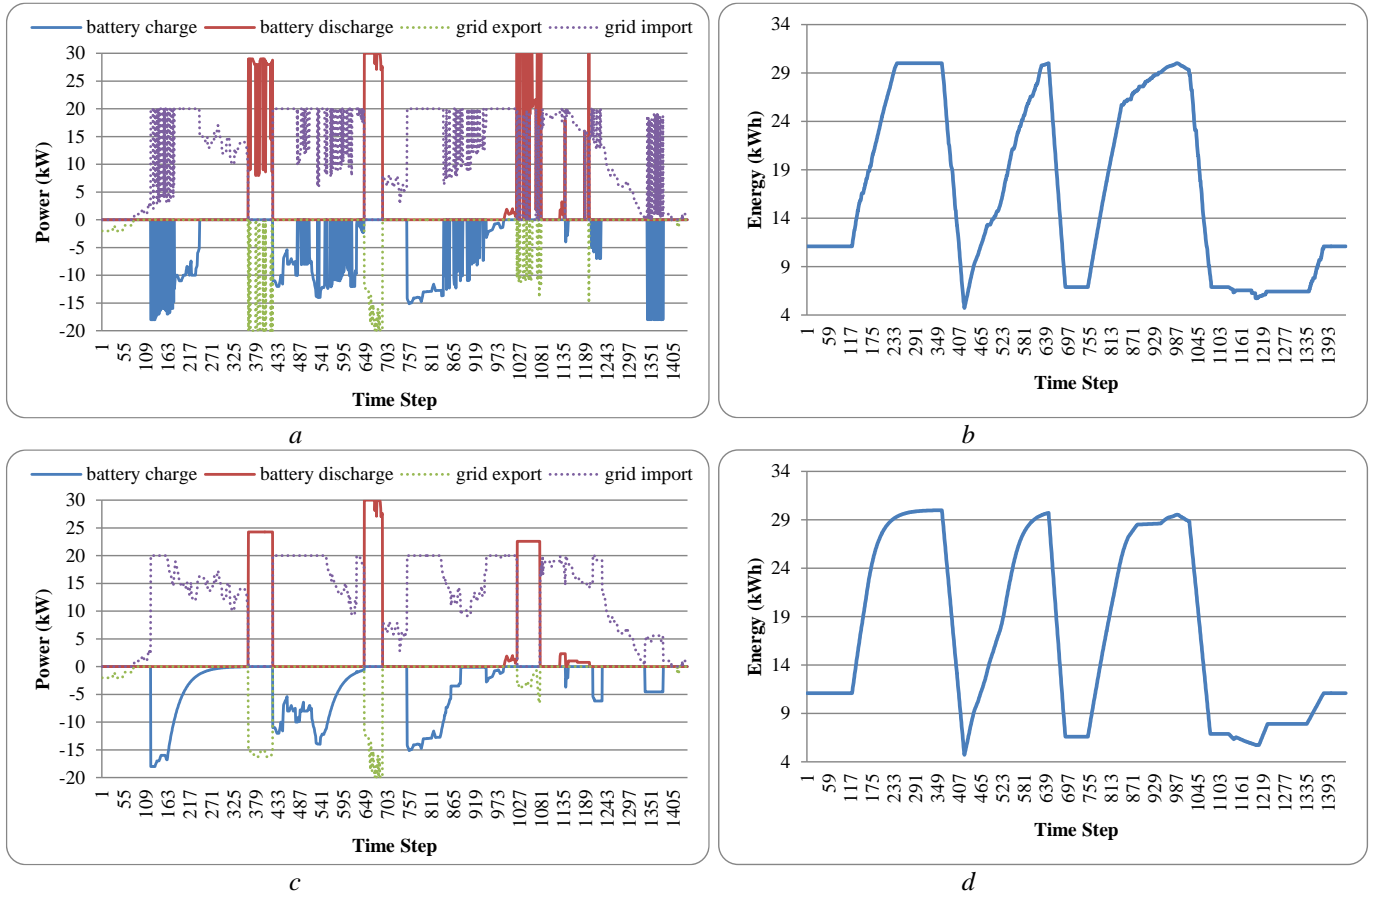 battery charge battery discharge grid export grid import
30
25
20
15
10
5
0
-5
-10
-15
-20
Power (kW)
1 55 109 163 217 271 325 379 433 487 541 595 649 703 757 811 865 919 973 1027 1081 1135 1189 1243 1297 1351 1405
Time Step
a
34
29
24
19
14
9
4
Energy (kWh)
1 59 117 175 233 291 349 407 465 523 581 639 697 755 813 871 929 987 1045 1103 1161 1219 1277 1335 1393
Time Step
b
battery charge battery discharge grid export grid import
30
25
20
15
10
5
0
-5
-10
-15
-20
Power (kW)
1 55 109 163 217 271 325 379 433 487 541 595 649 703 757 811 865 919 973 1027 1081 1135 1189 1243 1297 1351 1405
Time Step
c
34
29
24
19
14
9
4
Energy (kWh)
1 59 117 175 233 291 349 407 465 523 581 639 697 755 813 871 929 987 1045 1103 1161 1219 1277 1335 1393
Time Step
d